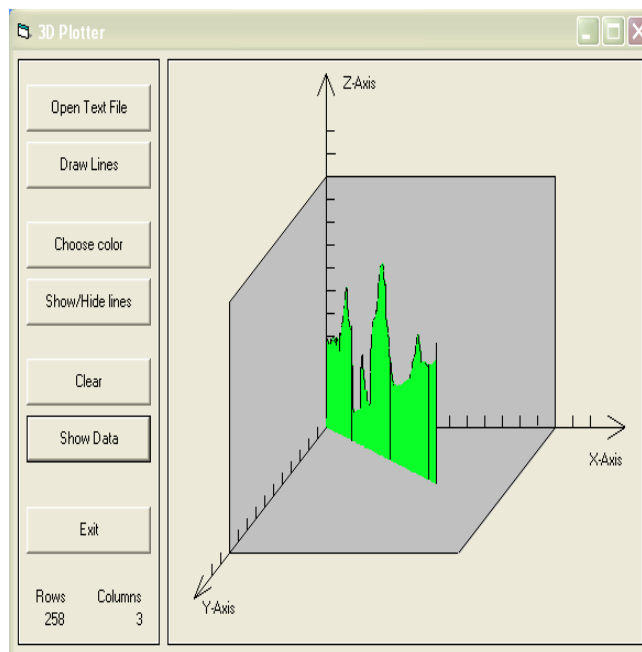 3D Plotter
Open Text File
Draw Lines
Choose color
Show/Hide lines
Clear
Show Data
Exit
Rows Columns
258 3
Z-Axis
X-Axis
Y-Axis